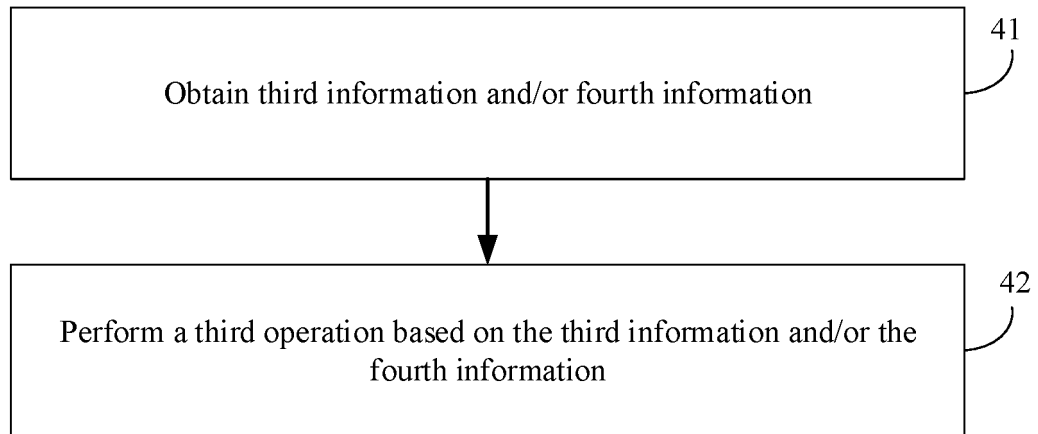 41
Obtain third information and/or fourth information
42
Perform a third operation based on the third information and/or the
fourth information